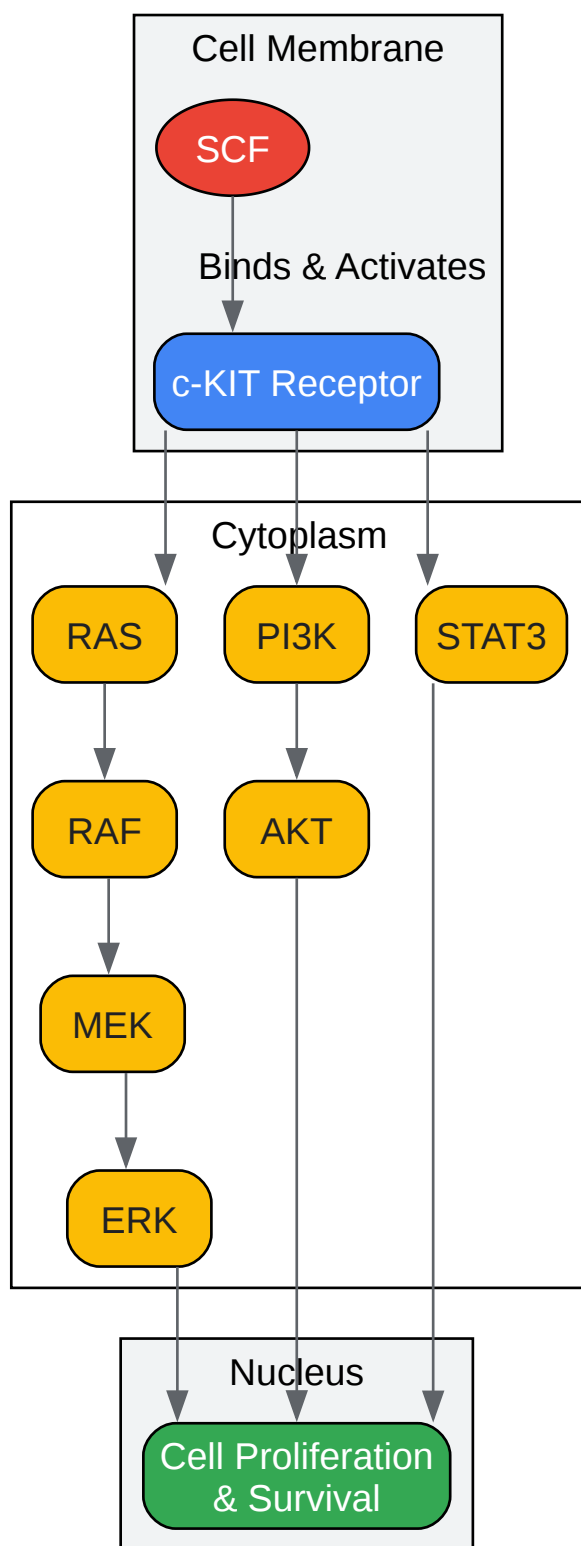 Cell Membrane
SCF
Binds & Activates
c-KIT Receptor
Cytoplasm
RAS
PI3K
STAT3
RAF
AKT
MEK
ERK
Nucleus
Cell Proliferation
& Survival